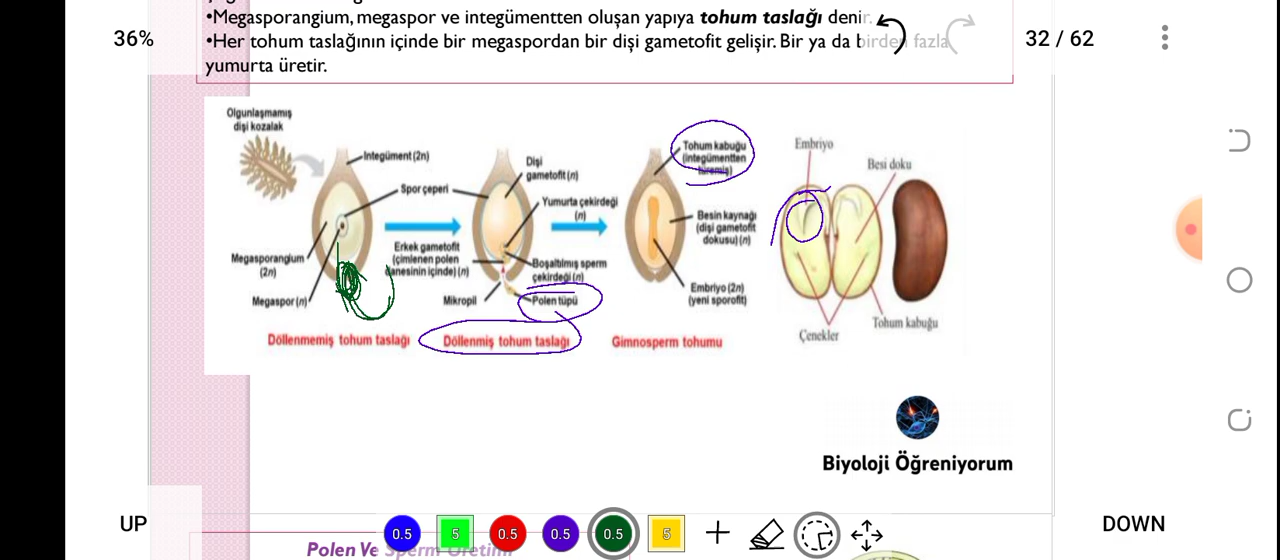 •Megasporangium, megaspor ve integümentten oluşan yapıya tohum taslağı denir.
36%
•Her tohum taslağının içinde bir megaspordan bir dişi gametofit gelişir. Bir ya da birden fazla
32 / 62
yumurta üretir.
Olgunlaşmamış
dişi kozalak
Integüment (2n)
Spor çeperi
Megasporangium
(2n)
Megaspor (n)
Döllenmemiş tohum taslağı
Dişi
gametofit (n)
Yumurta çekirdeği
(n)
Erkek gametofit
(çimlenen polen
danesinin içinde) (n)
Boşaltılmış sperm
çekirdeği (n)
Mikropil
Polen tüpü
Döllenmiş tohum taslağı
Tohum kabuğu
(integümentten
türemiş)
Besin kaynağı
(dişi gametofit
dokusu) (n)
Embriyo (2n)
(yeni sporofit)
Gimnosperm tohumu
Embriyo
Besi doku
Çenekler
Tohum kabuğu
Biyoloji Öğreniyorum
UP
0.5
5
0.5
0.5
0.5
5
DOWN
Polen Ve Sperm Üretimi